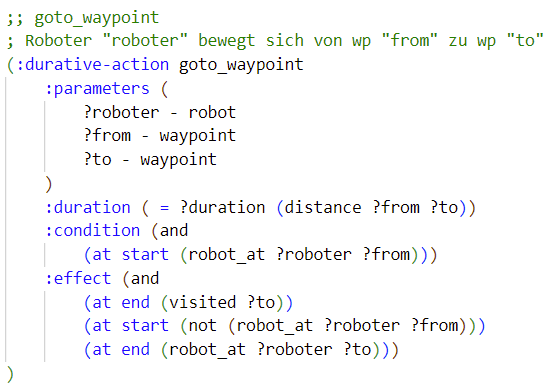 ;; goto_waypoint
; Roboter "roboter" bewegt sich von wp "from" zu wp "to"
(:durative-action goto_waypoint
    :parameters (
        ?roboter - robot
        ?from - waypoint
        ?to - waypoint
    )
    :duration ( = ?duration (distance ?from ?to))
    :condition (and
        (at start (robot_at ?roboter ?from)))
    :effect (and
        (at end (visited ?to))
        (at start (not (robot_at ?roboter ?from)))
        (at end (robot_at ?roboter ?to)))
)